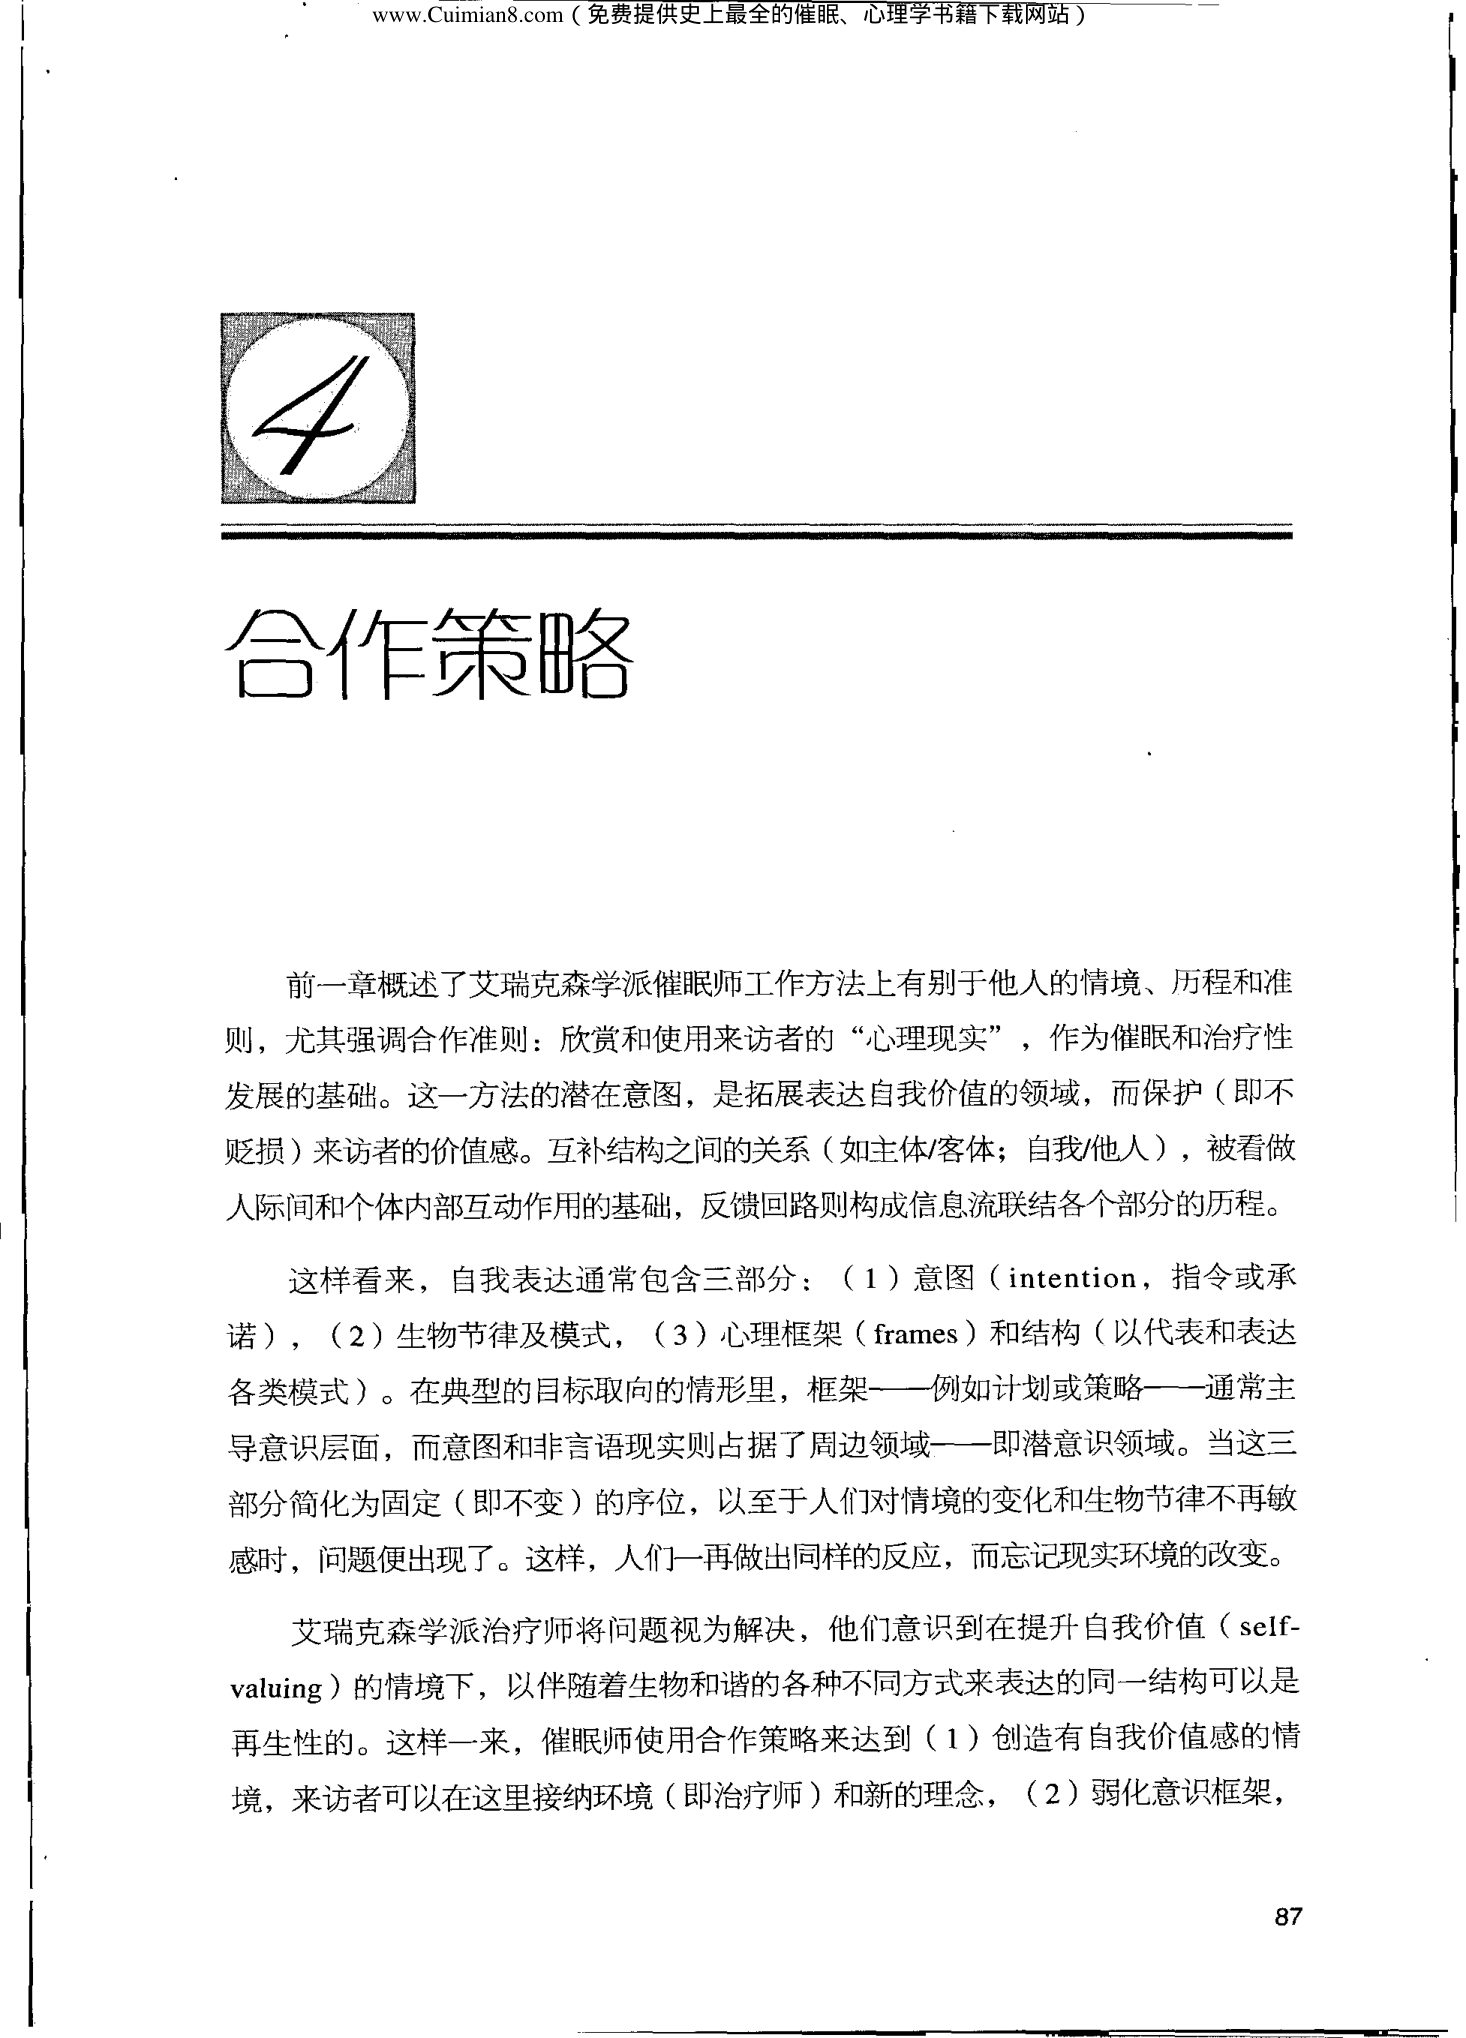 www.Cuimian8.com（免费提供史上最全的催眠、心理学书籍下载网站）
4
合作策略
前一章概述了艾瑞克森学派催眠师工作方法上有别于他人的情境、历程和准
则，尤其强调合作准则：欣赏和使用来访者的“心理现实”，作为催眠和治疗性
发展的基础。这一方法的潜在意图，是拓展表达自我价值的领域，而保护（即不
贬损）来访者的价值感。互补结构之间的关系（如主体/客体；自我/他人），被看做
人际间和个体内部互动作用的基础，反馈回路则构成信息流联结各个部分的历程。
这样看来，自我表达通常包含三部分：（1）意图（intention，指令或承
诺），（2）生物节律及模式，（3）心理框架（frames）和结构（以代表和表达
各类模式）。在典型的目标取向的情形里，框架——例如计划或策略——通常主
导意识层面，而意图和非言语现实则占据了周边领域——即潜意识领域。当这三
部分简化为固定（即不变）的序位，以至于人们对情境的变化和生物节律不再敏
感时，问题便出现了。这样，人们一再做出同样的反应，而忘记现实环境的改变。
艾瑞克森学派治疗师将问题视为解决，他们意识到在提升自我价值（self-
valuing）的情境下，以伴随着生物和谐的各种不同方式来表达的同一结构可以是
再生性的。这样一来，催眠师使用合作策略来达到（1）创造有自我价值感的情
境，来访者可以在这里接纳环境（即治疗师）和新的理念，（2）弱化意识框架，
87